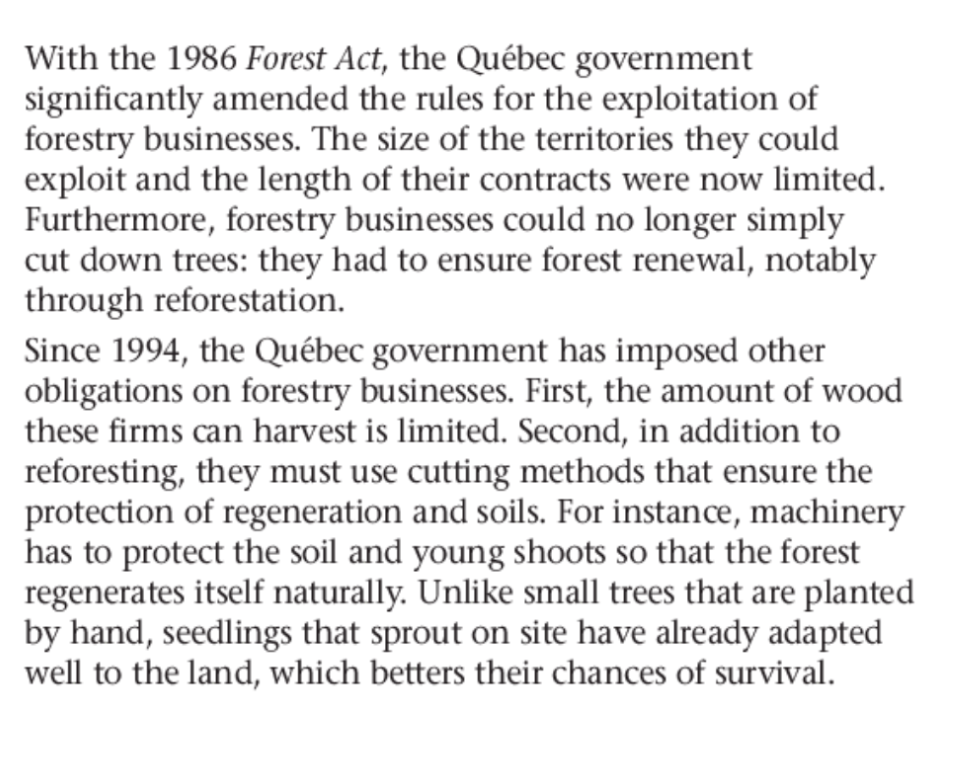 With the 1986 Forest Act, the Québec government
significantly amended the rules for the exploitation of
forestry businesses. The size of the territories they could
exploit and the length of their contracts were now limited.
Furthermore, forestry businesses could no longer simply
cut down trees: they had to ensure forest renewal, notably
through reforestation.
Since 1994, the Québec government has imposed other
obligations on forestry businesses. First, the amount of wood
these firms can harvest is limited. Second, in addition to
reforesting, they must use cutting methods that ensure the
protection of regeneration and soils. For instance, machinery
has to protect the soil and young shoots so that the forest
regenerates itself naturally. Unlike small trees that are planted
by hand, seedlings that sprout on site have already adapted
well to the land, which betters their chances of survival.